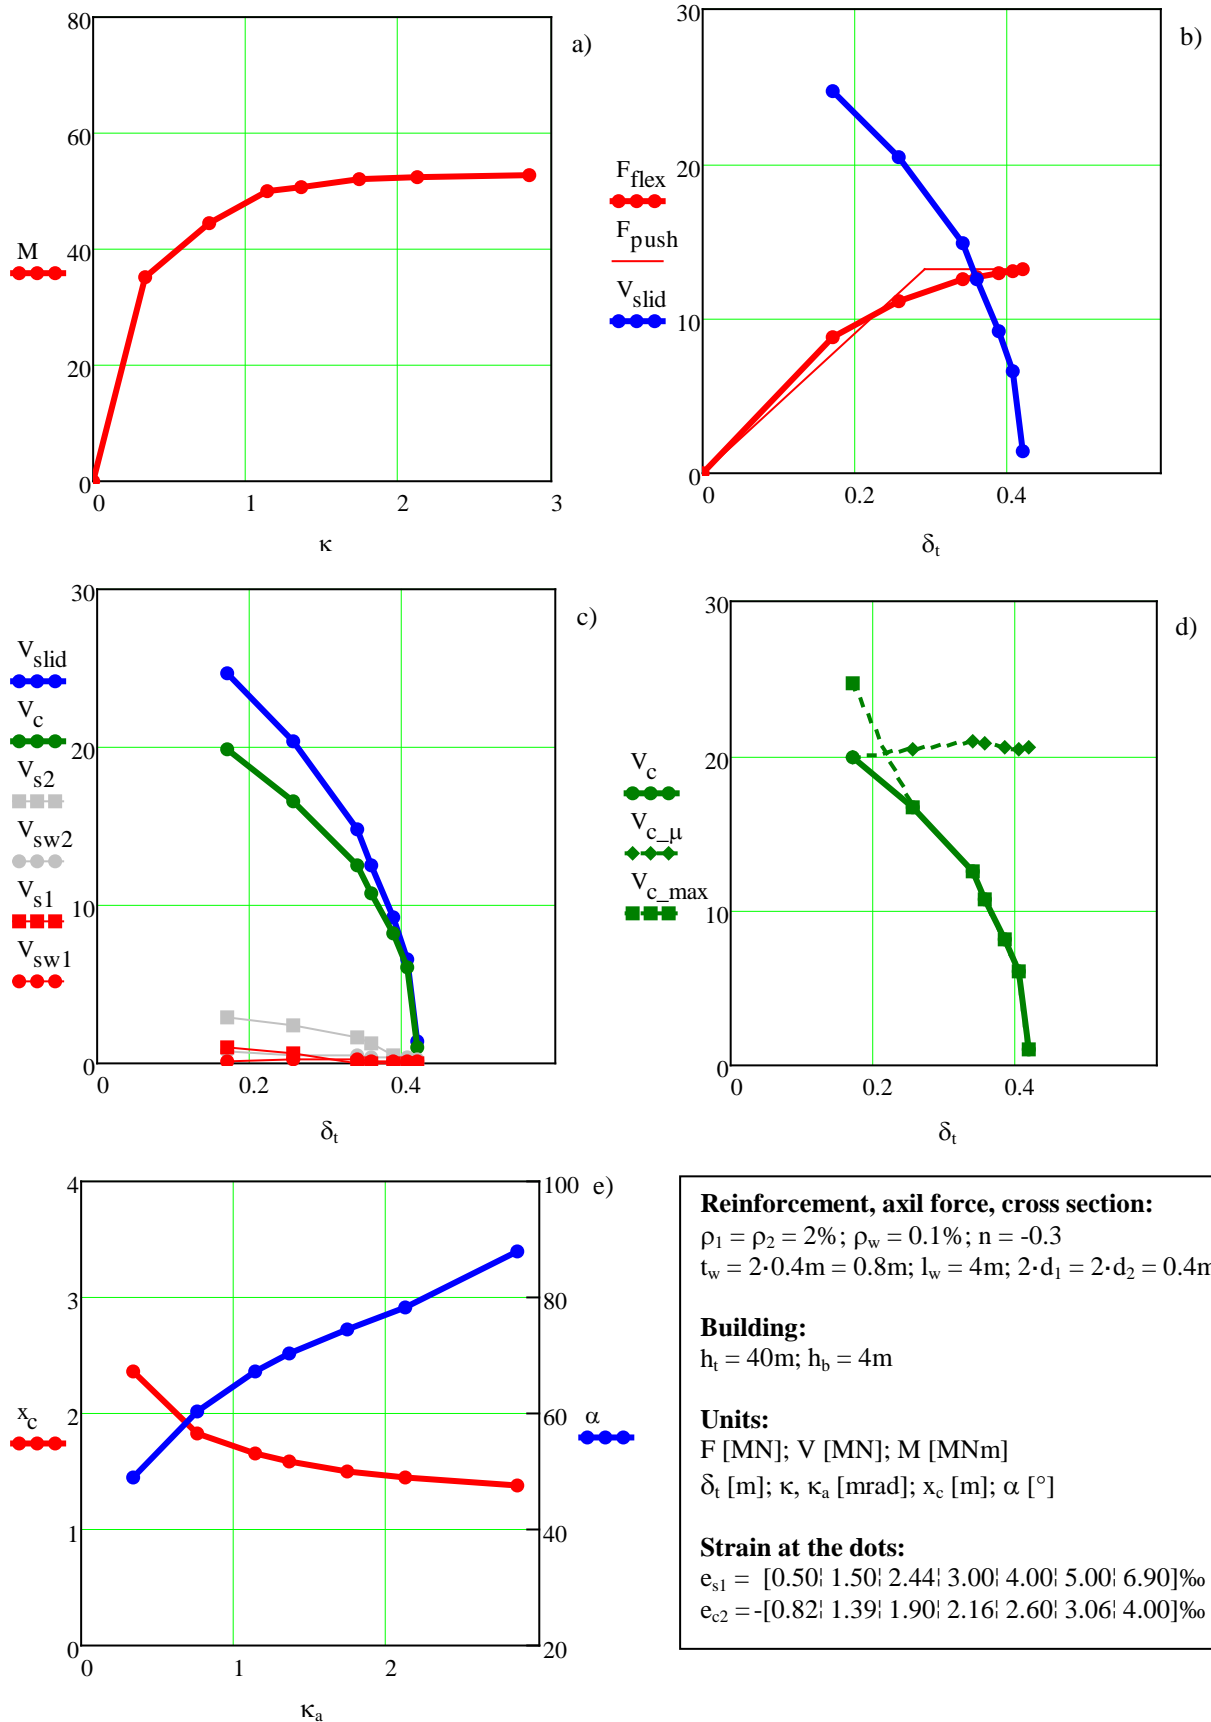 a)
80
60
40
20
0
M
0 1 2 3
κ
b)
30
20
10
0
F_flex
F_push
V_slid
0 0.2 0.4
δ_t
c)
30
20
10
0
V_slid
V_c
V_s2
V_sw2
V_s1
V_sw1
0 0.2 0.4
δ_t
d)
30
20
10
0
V_c
V_c_μ
V_c_max
0 0.2 0.4
δ_t
e)
4
3
2
1
0
x_c
100
80
60
40
20
α
0 1 2
κ_a
Reinforcement, axil force, cross section:
ρ₁ = ρ₂ = 2%; ρ_w = 0.1%; n = -0.3
t_w = 2·0.4m = 0.8m; l_w = 4m; 2·d₁ = 2·d₂ = 0.4m
Building:
h_t = 40m; h_b = 4m
Units:
F [MN]; V [MN]; M [MNm]
δ_t [m]; κ, κ_a [mrad]; x_c [m]; α [°]
Strain at the dots:
e_s1 = [0.50¦ 1.50¦ 2.44¦ 3.00¦ 4.00¦ 5.00¦ 6.90]‰
e_c2 = -[0.82¦ 1.39¦ 1.90¦ 2.16¦ 2.60¦ 3.06¦ 4.00]‰